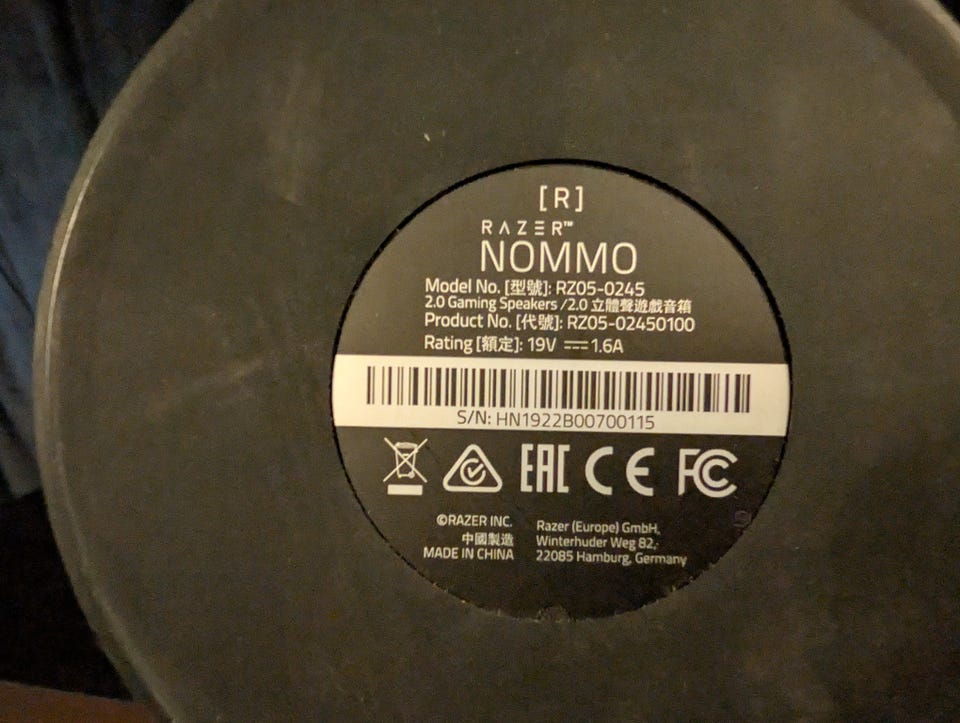 [R]
RAZER™
NOMMO
Model No. [型號]: RZ05-0245
2.0 Gaming Speakers /2.0 立體聲遊戲音箱
Product No. [代號]: RZ05-02450100
Rating [額定]: 19V ⎓ 1.6A
S/N: HN1922B00700115
EAC CE FC
©RAZER INC.
中國製造
MADE IN CHINA
Razer (Europe) GmbH,
Winterhuder Weg 82,
22085 Hamburg, Germany